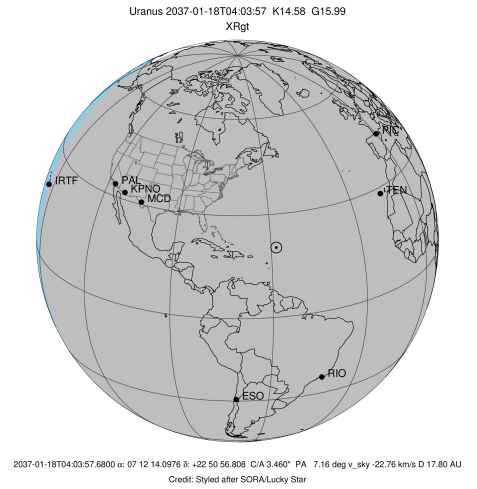 Uranus 2037-01-18T04:03:57 K14.58 G15.99
XRgt
PIC
IRTF
PAL
KPNO
TEN
MCD
RIO
ESO
2037-01-18T04:03:57.6800 α: 07 12 14.0976 δ: +22 50 56.808 C/A 3.460" PA 7.16 deg v_sky -22.76 km/s D 17.80 AU
Credit: Styled after SORA/Lucky Star